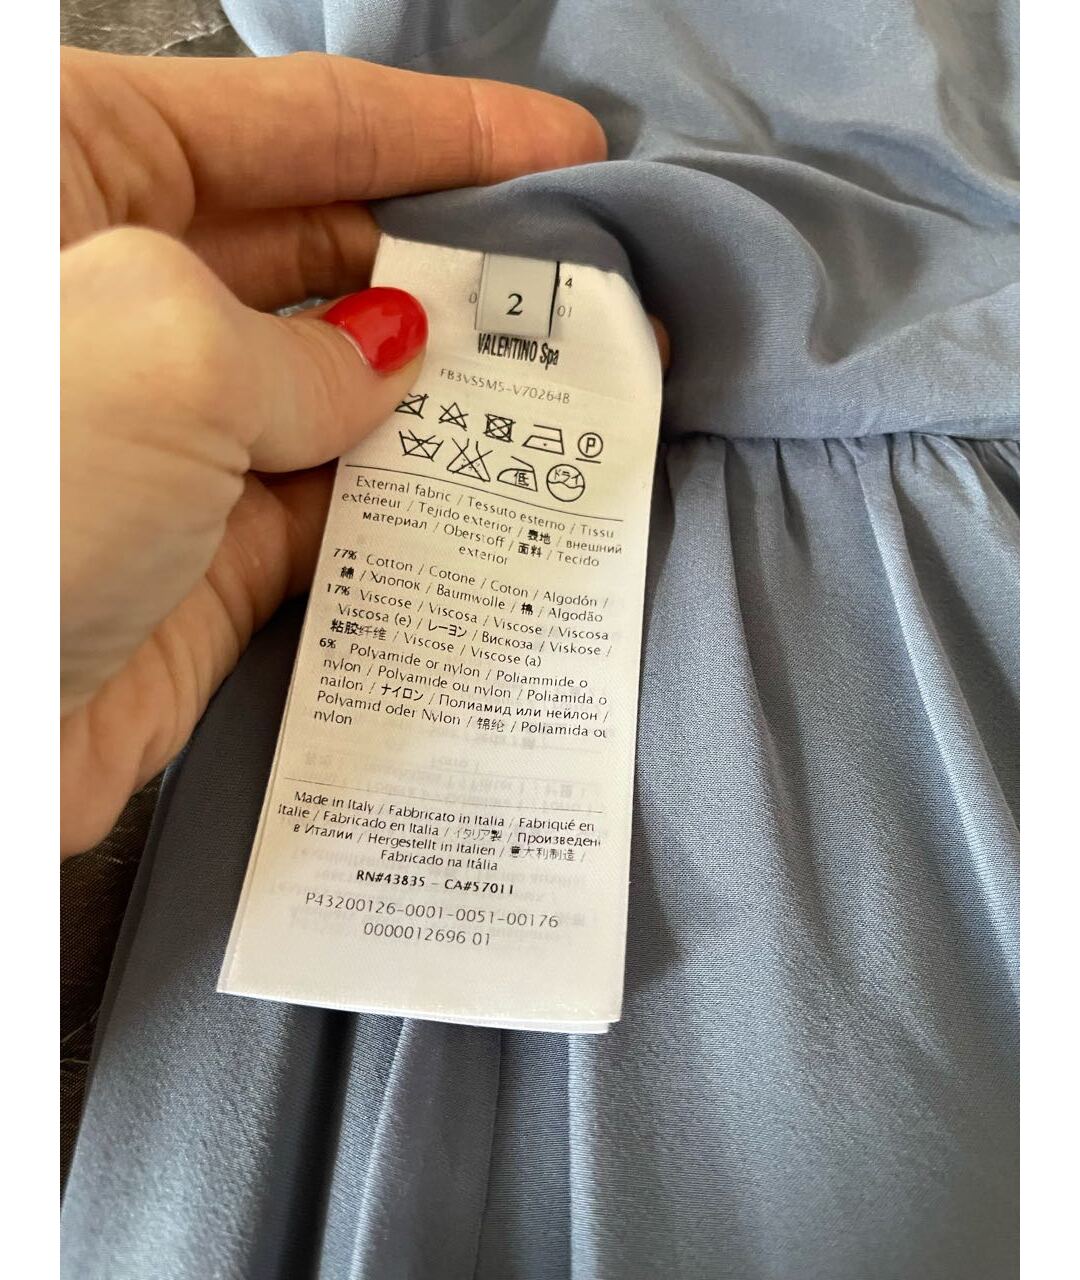 2
14
01
VALENTINO Spa
FB3VS5M5-V70264B
P
低 ドライ
External fabric / Tessuto esterno / Tissu
extérieur / Tejido exterior / 表地 / внешний
материал / Oberstoff / 面料 / Tecido
exterior
77% Cotton / Cotone / Coton / Algodón /
綿 / Хлопок / Baumwolle / 棉 / Algodão
17% Viscose / Viscosa / Viscose / Viscosa
Viscosa (e) / レーヨン / Вискоза / Viskose /
粘胶纤维 / Viscose / Viscose (a)
6% Polyamide or nylon / Poliammide o
nylon / Polyamide ou nylon / Poliamida o
nailon / ナイロン / Полиамид или нейлон /
Polyamid oder Nylon / 锦纶 / Poliamida ou
nylon
Made in Italy / Fabbricato in Italia / Fabriqué en
Italie / Fabricado en Italia / イタリア製 / Произведено
в Италии / Hergestellt in Italien / 意大利制造 /
Fabricado na Itália
RN#43835 - CA#57011
P43200126-0001-0051-00176
0000012696 01